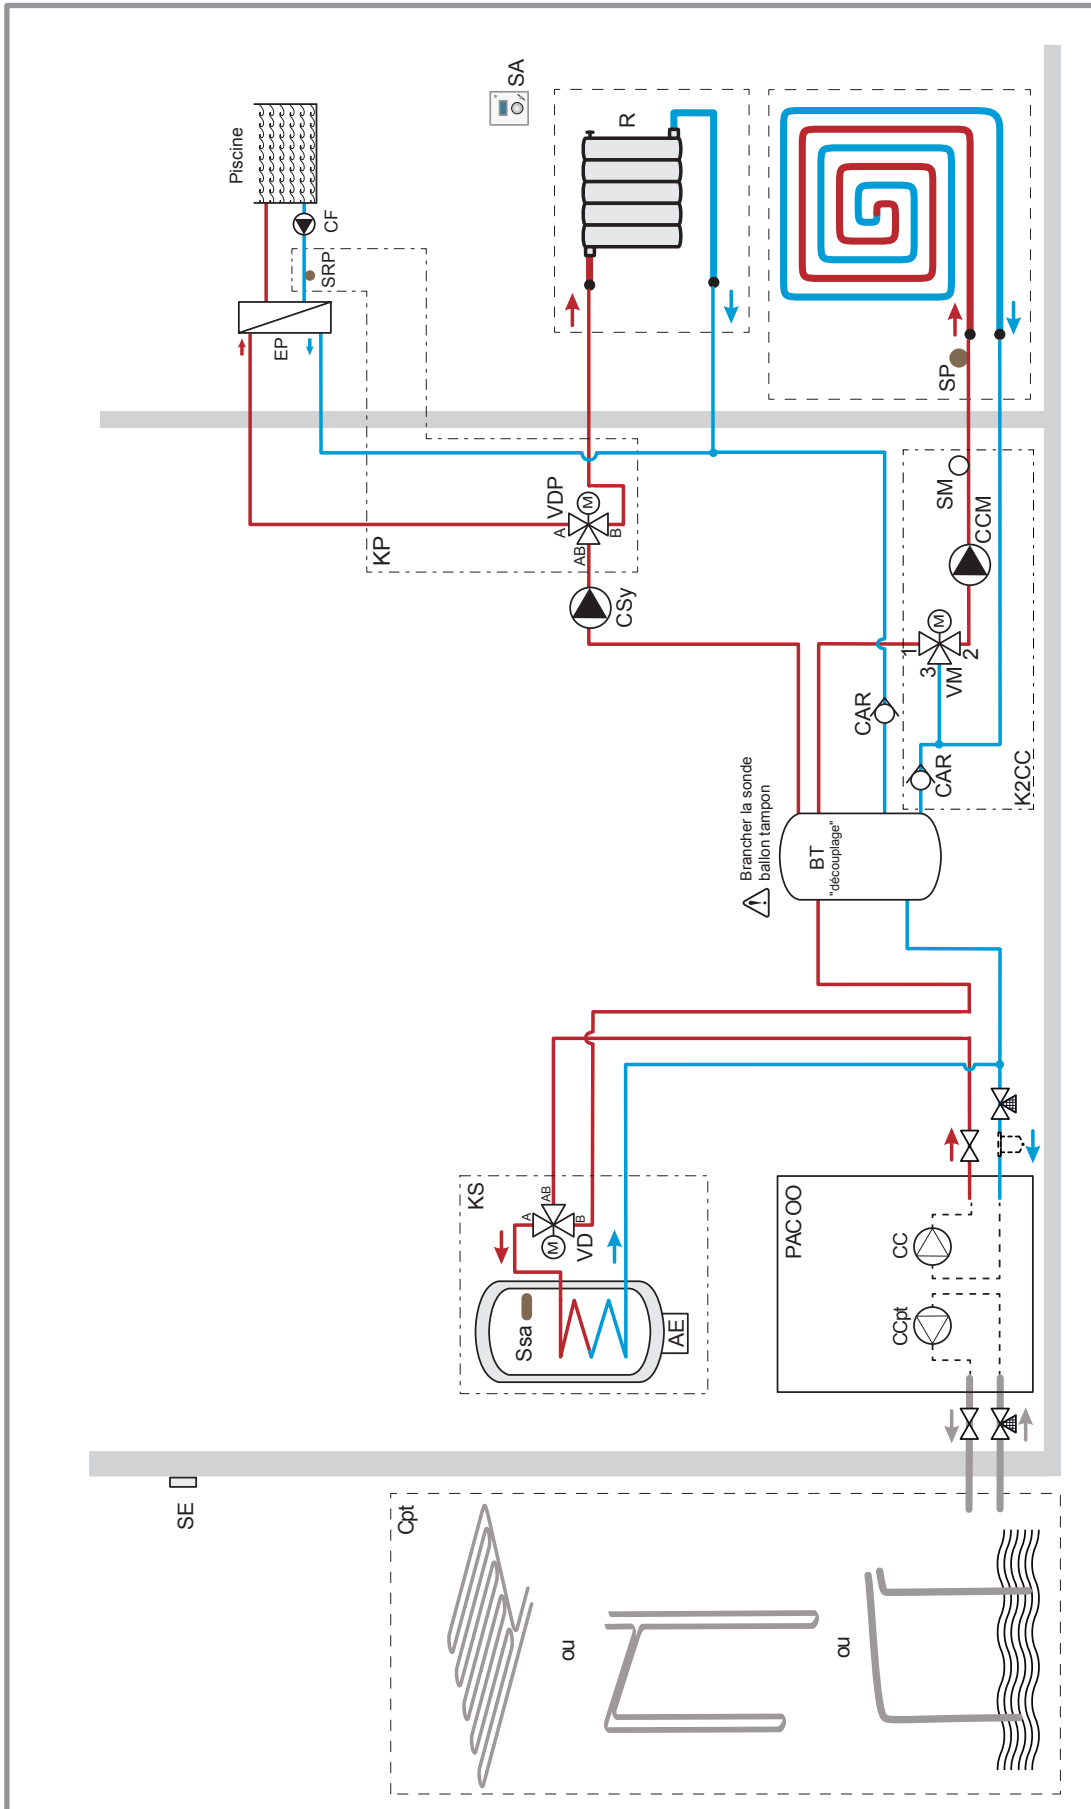 SE
Cpt
ou
ou
KS
Ssa
AE
A
AB
B
M
VD
PAC OO
CCpt
CC
Brancher la sonde
ballon tampon
!
BT
"découplage"
CAR
CAR
K2CC
1
2
3
VM
M
CCM
SM
SP
CSy
KP
VDP
A
AB
B
M
EP
SRP
CF
Piscine
SA
R